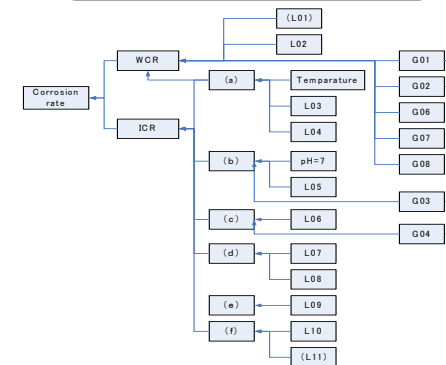 (L01)
L02
WCR
G01
(a)
Temparature
G02
Corrosion
rate
L03
G06
ICR
L04
G07
(b)
pH=7
G08
L05
G03
(c)
L06
G04
(d)
L07
L08
(e)
L09
(f)
L10
(L11)